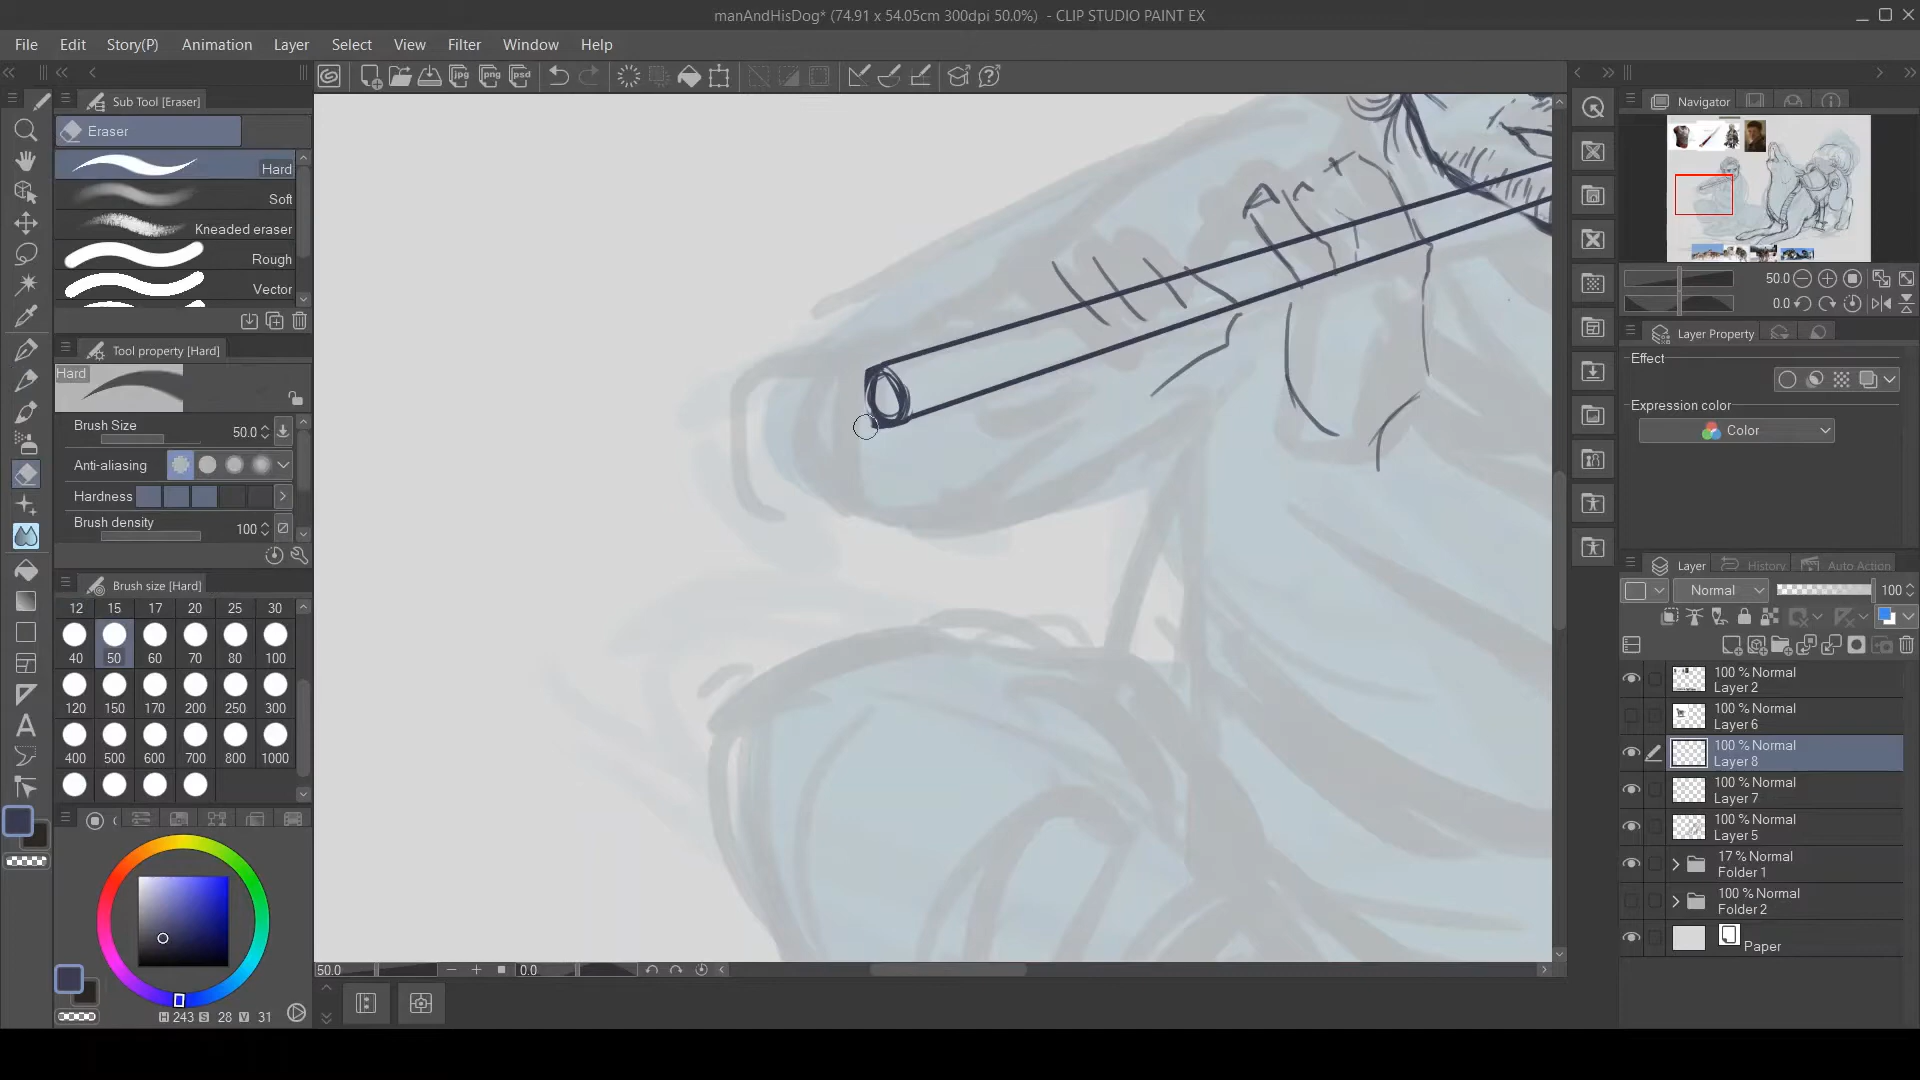 manAndHisDog* (74.91 x 54.05cm 300dpi 50.0%) - CLIP STUDIO PAINT EX
File Edit Story(P) Animation Layer Select View Filter Window Help
Sub Tool [Eraser]
Eraser
Hard
Soft
Kneaded eraser
Rough
Vector
Tool property [Hard]
Hard
Brush Size 50.0
Anti-aliasing
Hardness
Brush density 100
Brush size [Hard]
12 15 17 20 25 30
40 50 60 70 80 100
120 150 170 200 250 300
400 500 600 700 800 1000
H 243 S 28 V 31
50.0 0.0
jpg png psd
Navigator
50.0
0.0
Layer Property
Effect
Expression color
Color
Layer History Auto Action
Normal 100
100 % Normal
Layer 2
100 % Normal
Layer 6
100 % Normal
Layer 8
100 % Normal
Layer 7
100 % Normal
Layer 5
17 % Normal
Folder 1
100 % Normal
Folder 2
Paper